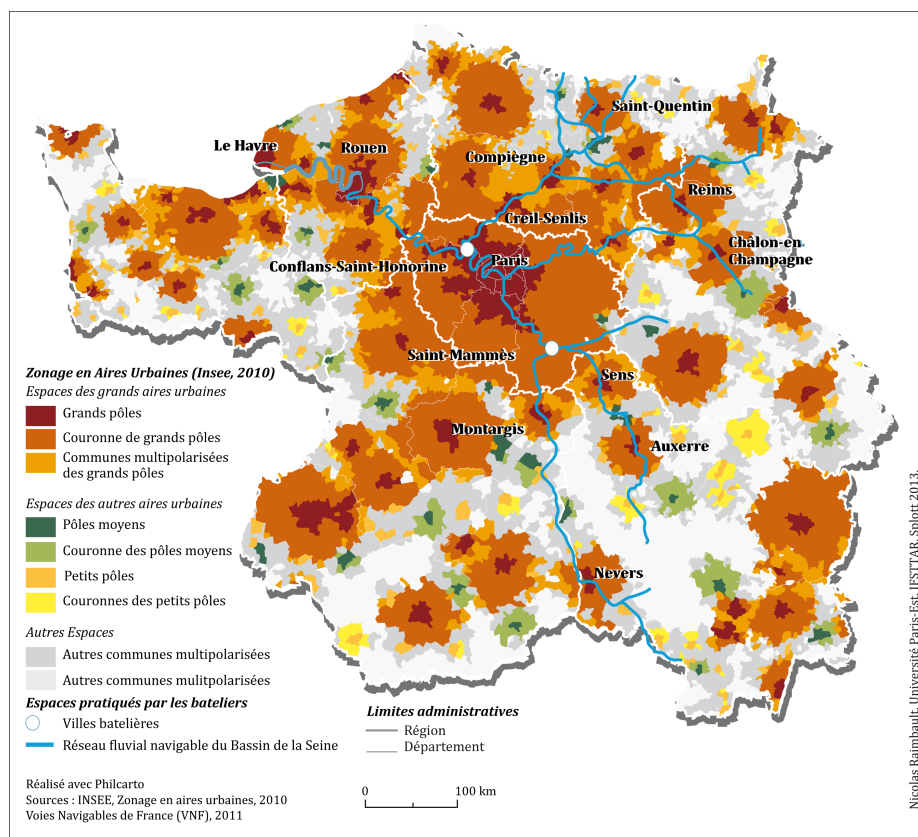 Saint-Quentin
Le Havre
Rouen
Compiègne
Reims
Creil-Senlis
Châlon-en-
Champagne
Paris
Conflans-Saint-Honorine
Saint-Mammès
Sens
Montargis
Auxerre
Nevers
Zonage en Aires Urbaines (Insee, 2010)
Espaces des grands aires urbaines
Grands pôles
Couronne de grands pôles
Communes multipolarisées
des grands pôles
Espaces des autres aires urbaines
Pôles moyens
Couronne des pôles moyens
Petits pôles
Couronnes des petits pôles
Autres Espaces
Autres communes multipolarisées
Autres communes mulitpolarisées
Espaces pratiqués par les bateliers
Villes batelières
Réseau fluvial navigable du Bassin de la Seine
Limites administratives
Région
Département
Réalisé avec Philcarto
Sources : INSEE, Zonage en aires urbaines, 2010
Voies Navigables de France (VNF), 2011
0 100 km
Nicolas Raimbault, Université Paris-Est, IFSTTAR, Splott 2013.